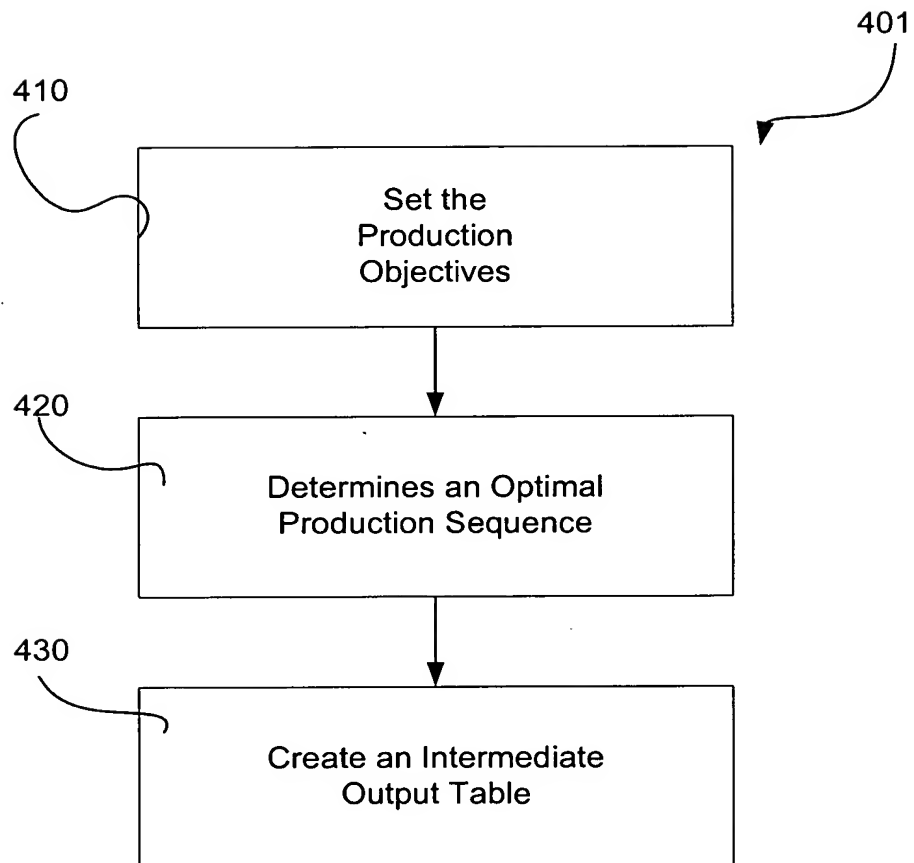 401
410
Set the
Production
Objectives
420
Determines an Optimal
Production Sequence
430
Create an Intermediate
Output Table